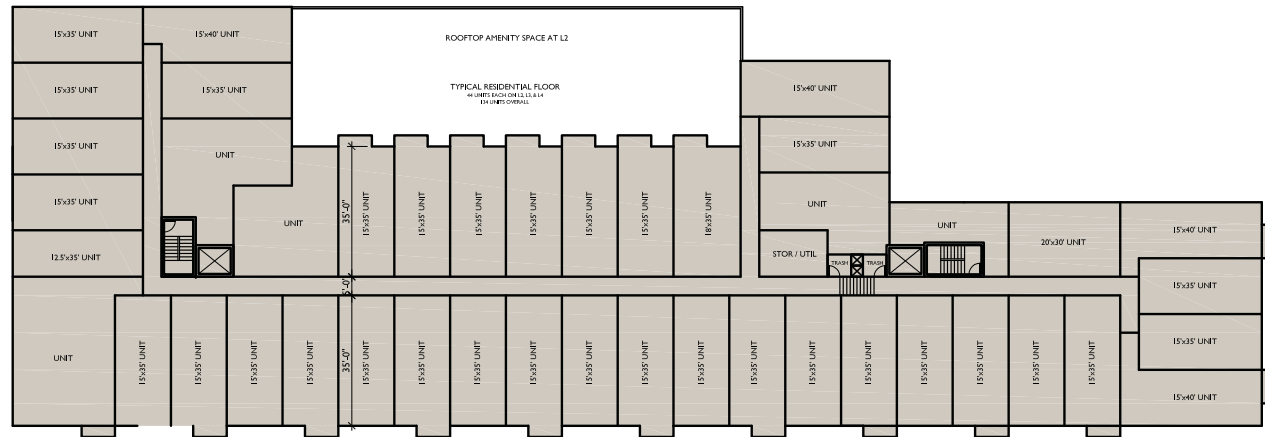 15'x35' UNIT
15'x40' UNIT
ROOFTOP AMENITY SPACE AT L2
TYPICAL RESIDENTIAL FLOOR
44 UNITS EACH ON L2, L3, & L4
134 UNITS OVERALL
15'x35' UNIT
15'x35' UNIT
15'x40' UNIT
15'x35' UNIT
UNIT
15'x35' UNIT
15'x35' UNIT
UNIT
UNIT
35'-0"
15'x35' UNIT
15'x35' UNIT
15'x35' UNIT
15'x35' UNIT
15'x35' UNIT
15'x35' UNIT
18'x35' UNIT
UNIT
20'x30' UNIT
15'x40' UNIT
12.5'x35' UNIT
STOR / UTIL
TRASH
TRASH
5'-0"
15'x35' UNIT
15'x35' UNIT
UNIT
15'x35' UNIT
15'x35' UNIT
15'x35' UNIT
15'x35' UNIT
35'-0"
15'x35' UNIT
15'x35' UNIT
15'x35' UNIT
15'x35' UNIT
15'x35' UNIT
15'x35' UNIT
15'x35' UNIT
15'x35' UNIT
15'x35' UNIT
15'x35' UNIT
15'x35' UNIT
15'x35' UNIT
15'x35' UNIT
15'x35' UNIT
15'x40' UNIT